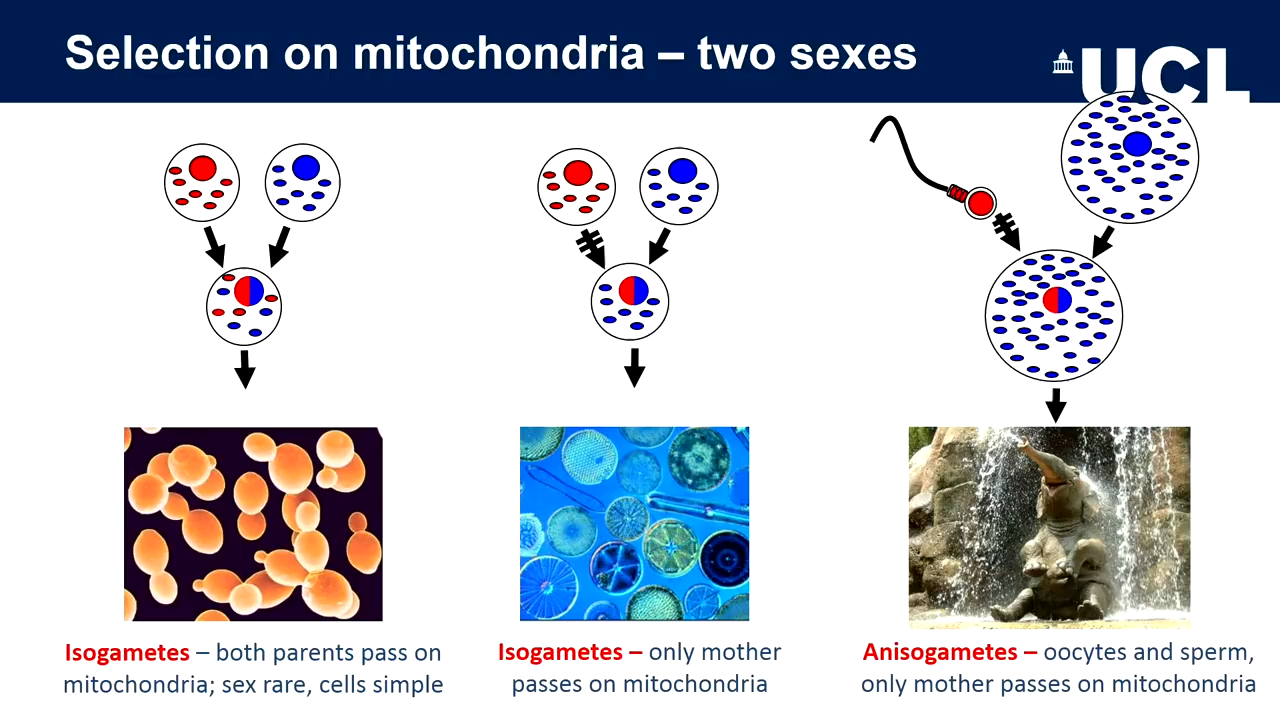 Selection on mitochondria – two sexes
UCL
Isogametes – both parents pass on
mitochondria; sex rare, cells simple
Isogametes – only mother
passes on mitochondria
Anisogametes – oocytes and sperm,
only mother passes on mitochondria